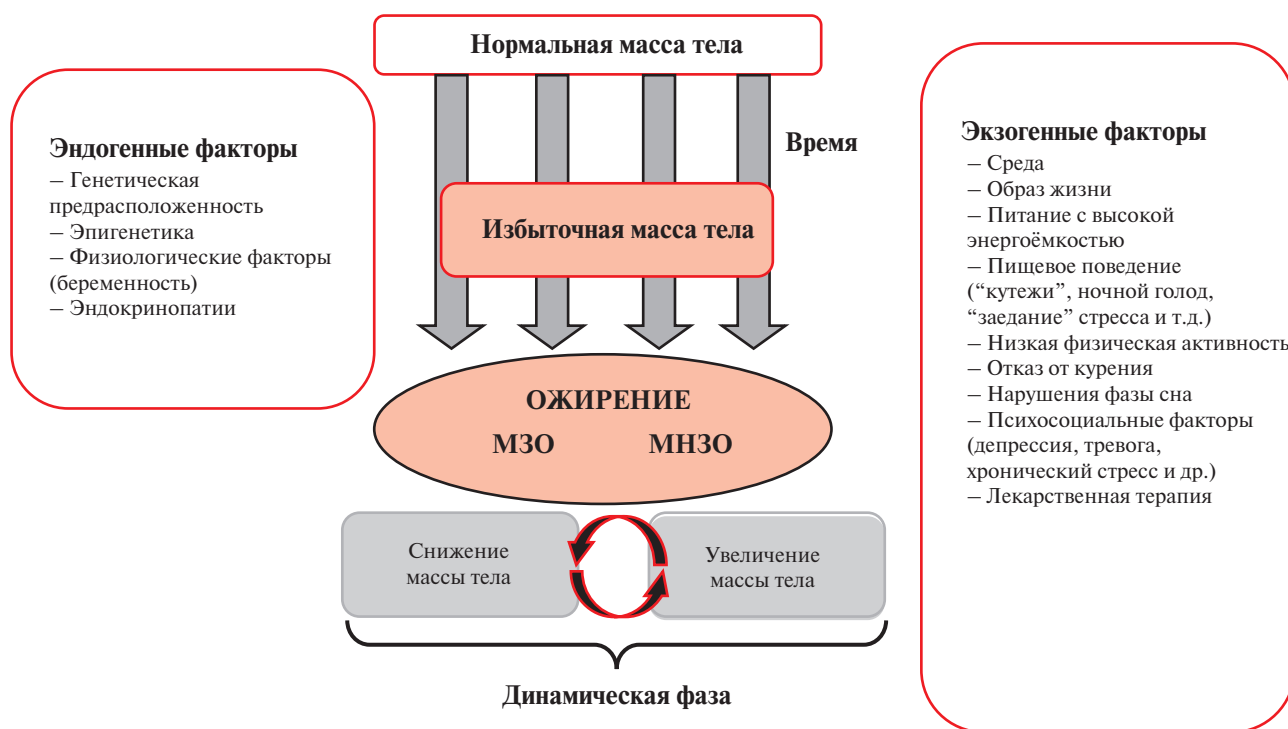 Нормальная масса тела
Эндогенные факторы
– Генетическая
предрасположенность
– Эпигенетика
– Физиологические факторы
(беременность)
– Эндокринопатии
Время
Избыточная масса тела
ОЖИРЕНИЕ
МЗО МНЗО
Снижение
массы тела
Увеличение
массы тела
Динамическая фаза
Экзогенные факторы
– Среда
– Образ жизни
– Питание с высокой
энергоёмкостью
– Пищевое поведение
(“кутежи”, ночной голод,
“заедание” стресса и т.д.)
– Низкая физическая активность
– Отказ от курения
– Нарушения фазы сна
– Психосоциальные факторы
(депрессия, тревога,
хронический стресс и др.)
– Лекарственная терапия